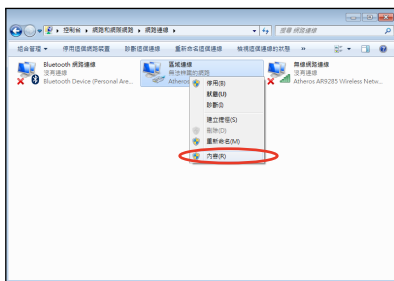 控制台 ▸ 網路和網際網路 ▸ 網路連線 ▸
搜尋 網路連線
組合管理 停用這個網路裝置 診斷這個連線 重新命名這個連線 檢視這個連線的狀態 »
Bluetooth 網路連線
沒有連線
Bluetooth Device (Personal Are...
區域連線
無法辨識的網路
Atheros
無線網路連線
沒有連線
Atheros AR9285 Wireless Netw...
停用(B)
狀態(U)
診斷(I)
建立捷徑(S)
刪除(D)
重新命名(M)
內容(R)